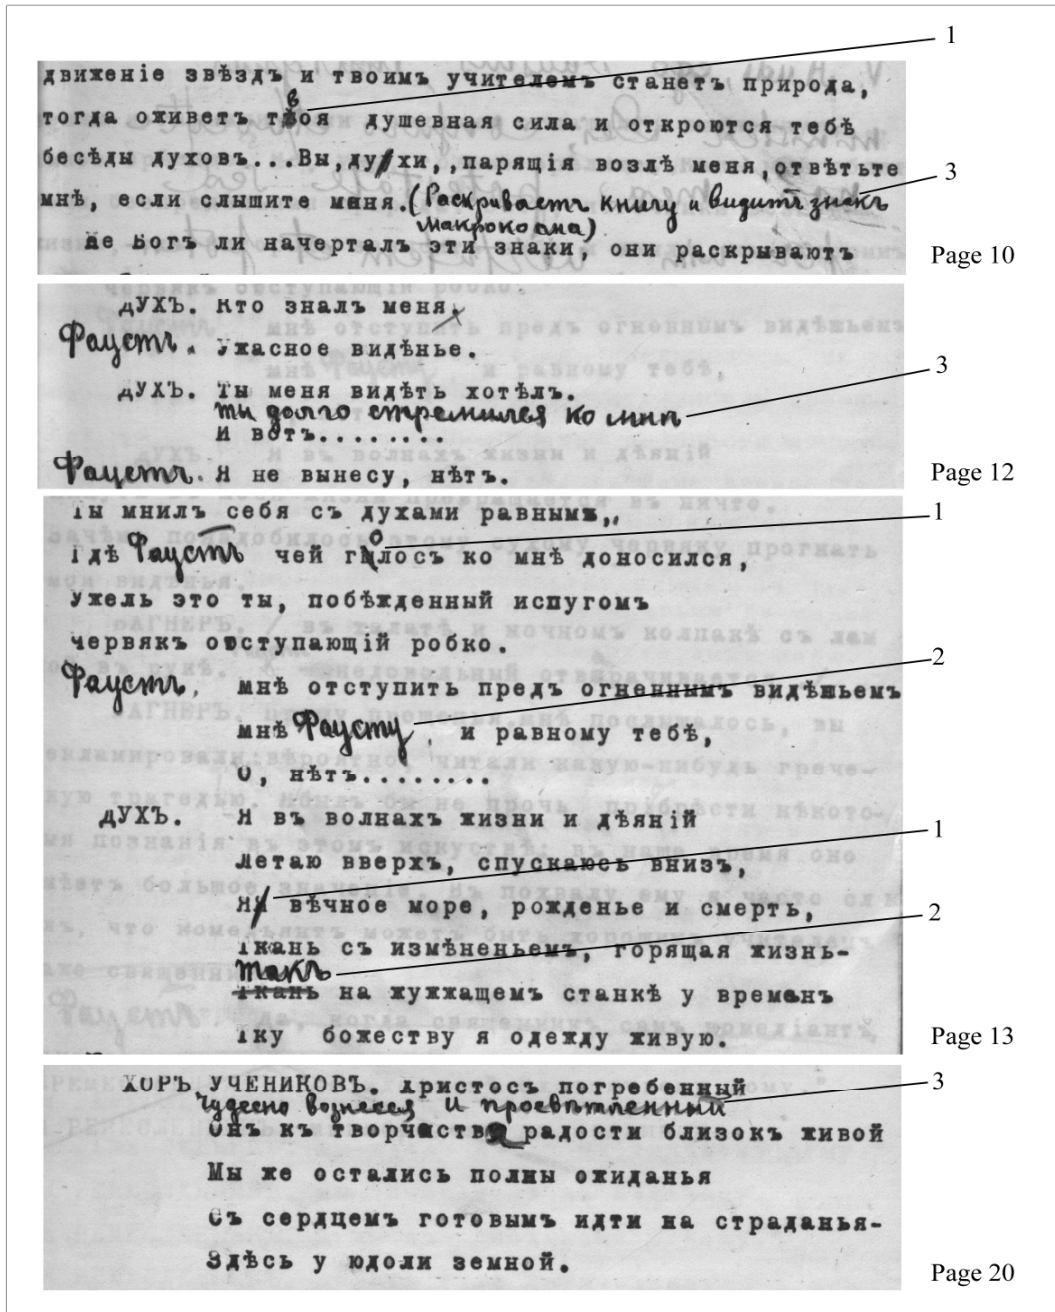 1
движеніе звѣздъ и твоимъ учителемъ станетъ природа,
в
тогда оживетъ твоя душевная сила и откроются тебѣ
бесѣды духовъ...Вы,духи,,парящія возлѣ меня,отвѣтьте
3
мнѣ, если слышите меня.(Раскриваетъ книгу и видитъ знакъ
макрокосма)
не Богъ ли начерталъ эти знаки, они раскрываютъ
Page 10
ДУХЪ. Кто зналъ меня.
Фаустъ. Ужасное видѣнье.
3
ДУХЪ. Ты меня видѣть хотѣлъ.
ты долго стремился ко мнѣ
И вотъ........
Фаустъ. Я не вынесу, нѣтъ.
Page 12
Ты мнилъ себя съ духами равнымъ,,
1
о
Гдѣ Фаустъ чей голосъ ко мнѣ доносился,
Ужель это ты, побѣжденный испугомъ
червякъ отступающій робко.
2
Фаустъ, мнѣ отступить предъ огненнымъ видѣньемъ
мнѣ Фаусту, и равному тебѣ,
О, нѣтъ........
ДУХЪ. Я въ волнахъ жизни и дѣяній
1
Летаю вверхъ, спускаюсь внизъ,
Я вѣчное море, рожденье и смерть,
2
Ткань съ измѣненьемъ, горящая жизнь-
такъ
Ткань на жужжащемъ станкѣ у временъ
Тку божеству я одежду живую.
Page 13
ХОРЪ УЧЕНИКОВЪ. Христосъ погребенный
3
Чудесно вознесся и просвѣтленный
Онъ къ творчеству радости близокъ живой
Мы же остались полны ожиданья
Съ сердцемъ готовымъ идти на страданья-
Здѣсь у юдоли земной.
Page 20